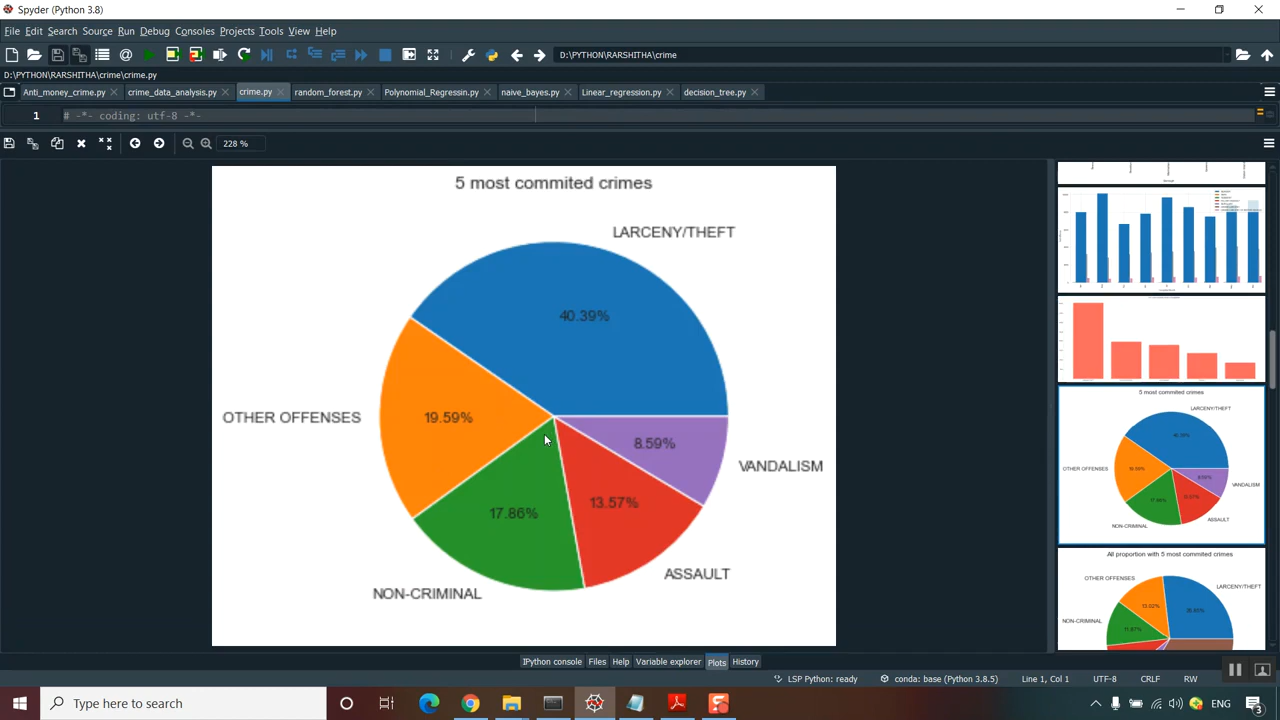 Spyder (Python 3.8)
File Edit Search Source Run Debug Consoles Projects Tools View Help
D:\PYTHON\RARSHITHA\crime
D:\PYTHON\RARSHITHA\crime\crime.py
Anti_money_crime.py crime_data_analysis.py crime.py random_forest.py Polynomial_Regressin.py naive_bayes.py Linear_regression.py decision_tree.py
1 # -*- coding: utf-8 -*-
228 %
5 most commited crimes
LARCENY/THEFT
40.39%
OTHER OFFENSES
19.59%
8.59%
VANDALISM
13.57%
17.86%
ASSAULT
NON-CRIMINAL
5 most commited crimes
LARCENY/THEFT
OTHER OFFENSES
VANDALISM
ASSAULT
NON-CRIMINAL
All proportion with 5 most commited crimes
OTHER OFFENSES
LARCENY/THEFT
13.02%
NON-CRIMINAL
11.87%
IPython console Files Help Variable explorer Plots History
LSP Python: ready conda: base (Python 3.8.5) Line 1, Col 1 UTF-8 CRLF RW
Type here to search
ENG
3